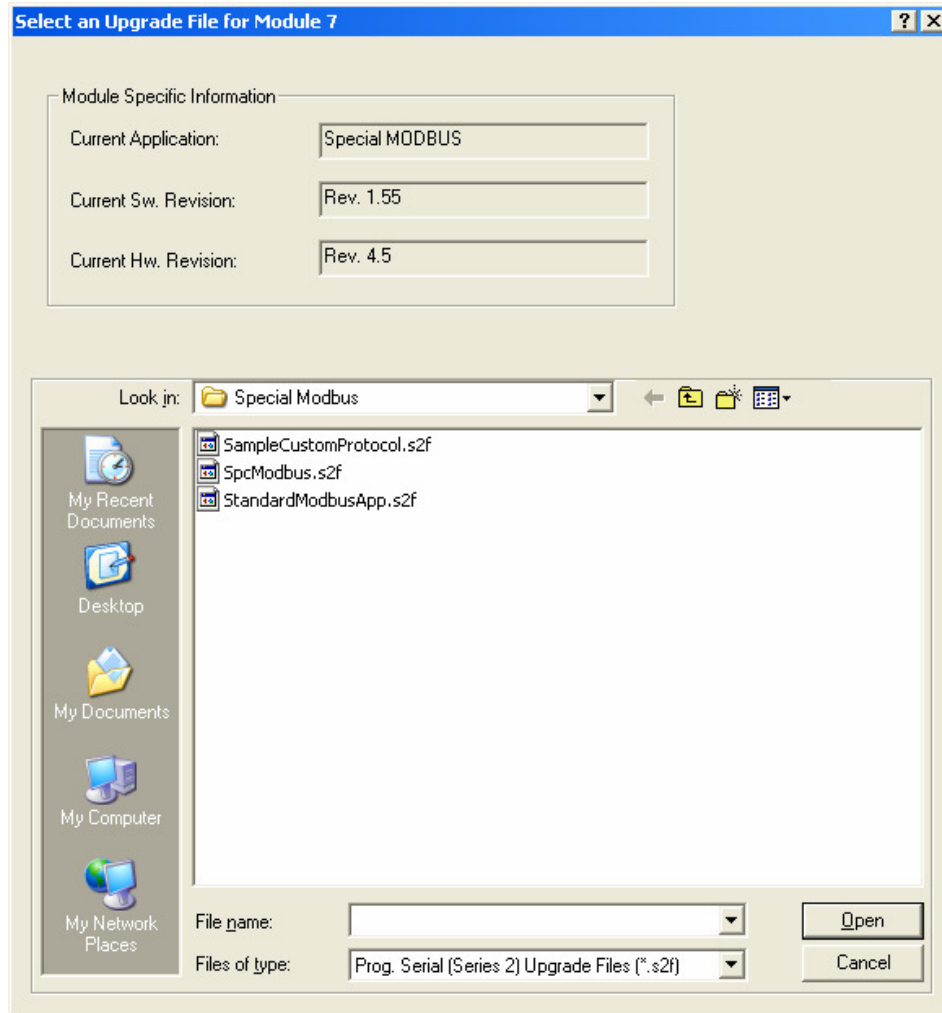 Select an Upgrade File for Module 7
Module Specific Information
Current Application:
Special MODBUS
Current Sw. Revision:
Rev. 1.55
Current Hw. Revision:
Rev. 4.5
Look in:
Special Modbus
SampleCustomProtocol.s2f
SpcModbus.s2f
StandardModbusApp.s2f
My Recent
Documents
Desktop
My Documents
My Computer
My Network
Places
File name:
Open
Files of type:
Prog. Serial (Series 2) Upgrade Files (*.s2f)
Cancel